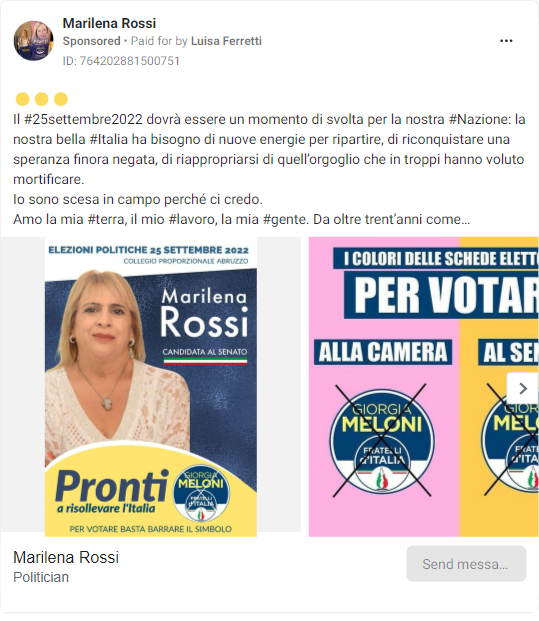 Marilena Rossi
Sponsored • Paid for by Luisa Ferretti
ID: 764202881500751
Il #25settembre2022 dovrà essere un momento di svolta per la nostra #Nazione: la
nostra bella #Italia ha bisogno di nuove energie per ripartire, di riconquistare una
speranza finora negata, di riappropriarsi di quell'orgoglio che in troppi hanno voluto
mortificare.
Io sono scesa in campo perché ci credo.
Amo la mia #terra, il mio #lavoro, la mia #gente. Da oltre trent'anni come…
ELEZIONI POLITICHE 25 SETTEMBRE 2022
COLLEGIO PROPORZIONALE ABRUZZO
Marilena
Rossi
CANDIDATA AL SENATO
Pronti
a risollevare l'Italia
GIORGIA
MELONI
FRATELLI
d'ITALIA
PER VOTARE BASTA BARRARE IL SIMBOLO
I COLORI DELLE SCHEDE ELETT
PER VOTAR
ALLA CAMERA
AL SEN
GIORGIA
MELONI
FRATELLI
d'ITALIA
GIOR
MEL
FRATE
d'ITA
Marilena Rossi
Politician
Send messa...